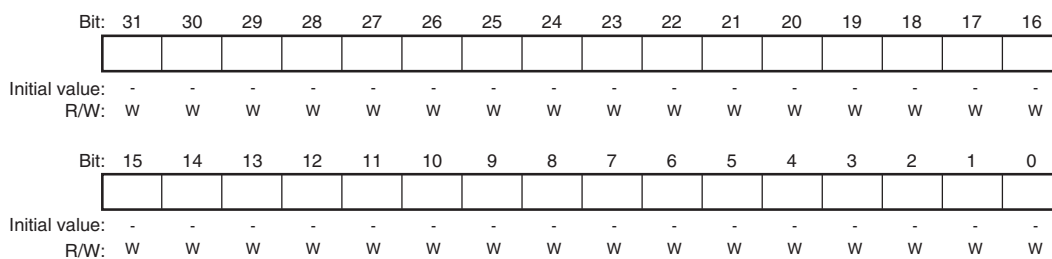 Bit: 31 30 29 28 27 26 25 24 23 22 21 20 19 18 17 16
Initial value: - - - - - - - - - - - - - - - -
R/W: W W W W W W W W W W W W W W W W
Bit: 15 14 13 12 11 10 9 8 7 6 5 4 3 2 1 0
Initial value: - - - - - - - - - - - - - - - -
R/W: W W W W W W W W W W W W W W W W